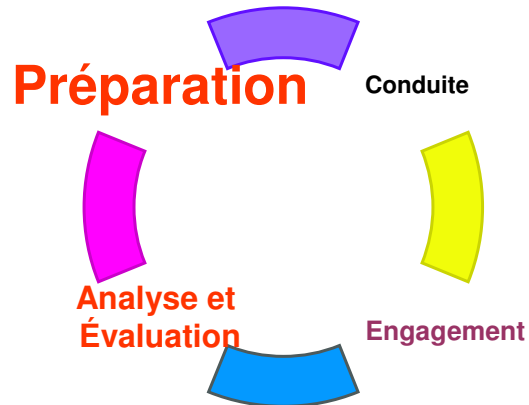 Préparation
Conduite
Analyse et
Évaluation
Engagement